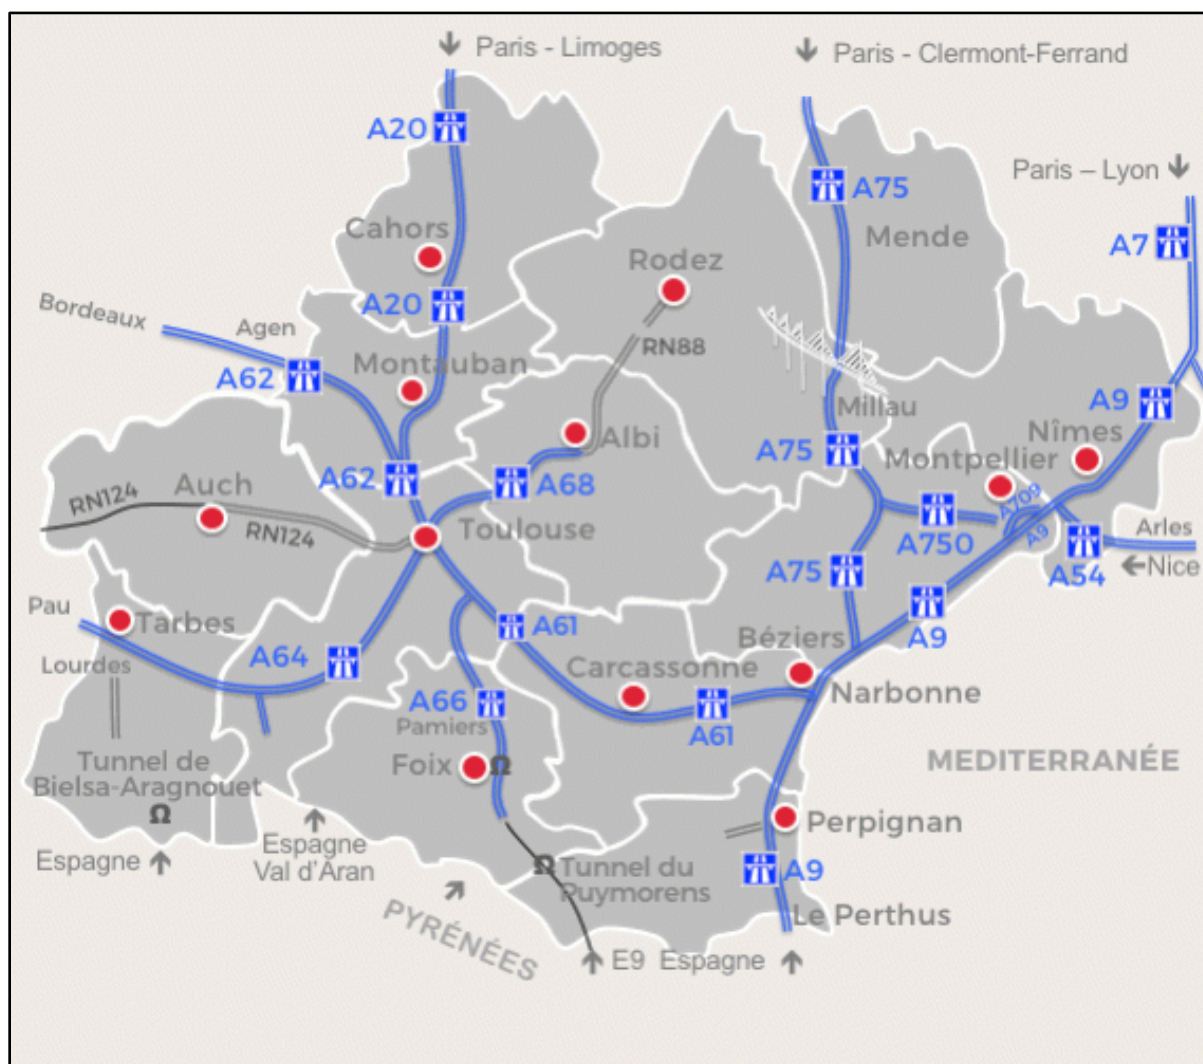 Paris - Limoges
Paris - Clermont-Ferrand
A20
Paris – Lyon
A75
Cahors
Mende
A7
Rodez
A20
Bordeaux
Agen
RN88
Montauban
A62
Millau
A9
Albi
Nîmes
A75
Montpellier
A62
A68
Auch
RN124
A709
RN124
Toulouse
A750
A9
Arles
A54
Nice
A75
Pau
Tarbes
A61
A9
Béziers
Lourdes
A64
Carcassonne
Narbonne
A66
Pamiers
A61
Tunnel de
Bielsa-Aragnouet
Foix
Ω
MEDITERRANÉE
Ω
Perpignan
Espagne
Val d'Aran
Espagne
Ω
Tunnel du
Puymorens
A9
PYRÉNÉES
Le Perthus
E9
Espagne